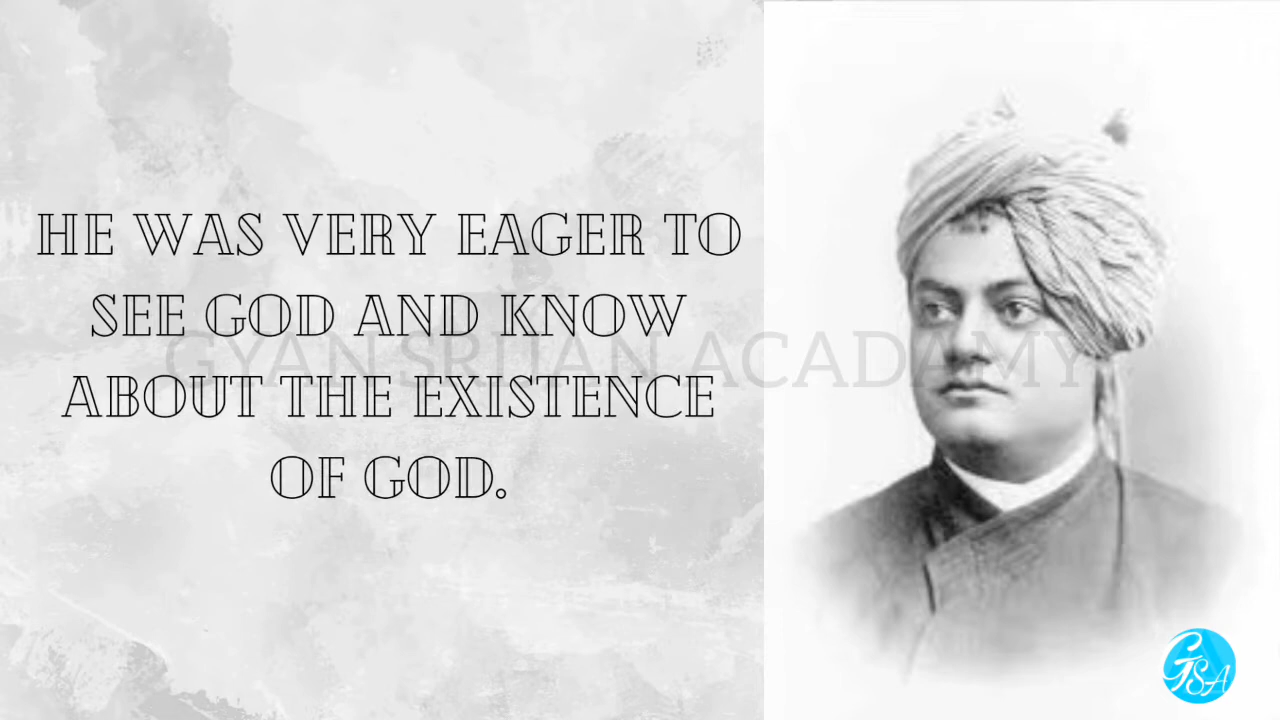 HE WAS VERY EAGER TO
SEE GOD AND KNOW
GYAN SRIJAN ACADAMY
ABOUT THE EXISTENCE
OF GOD.
GSA